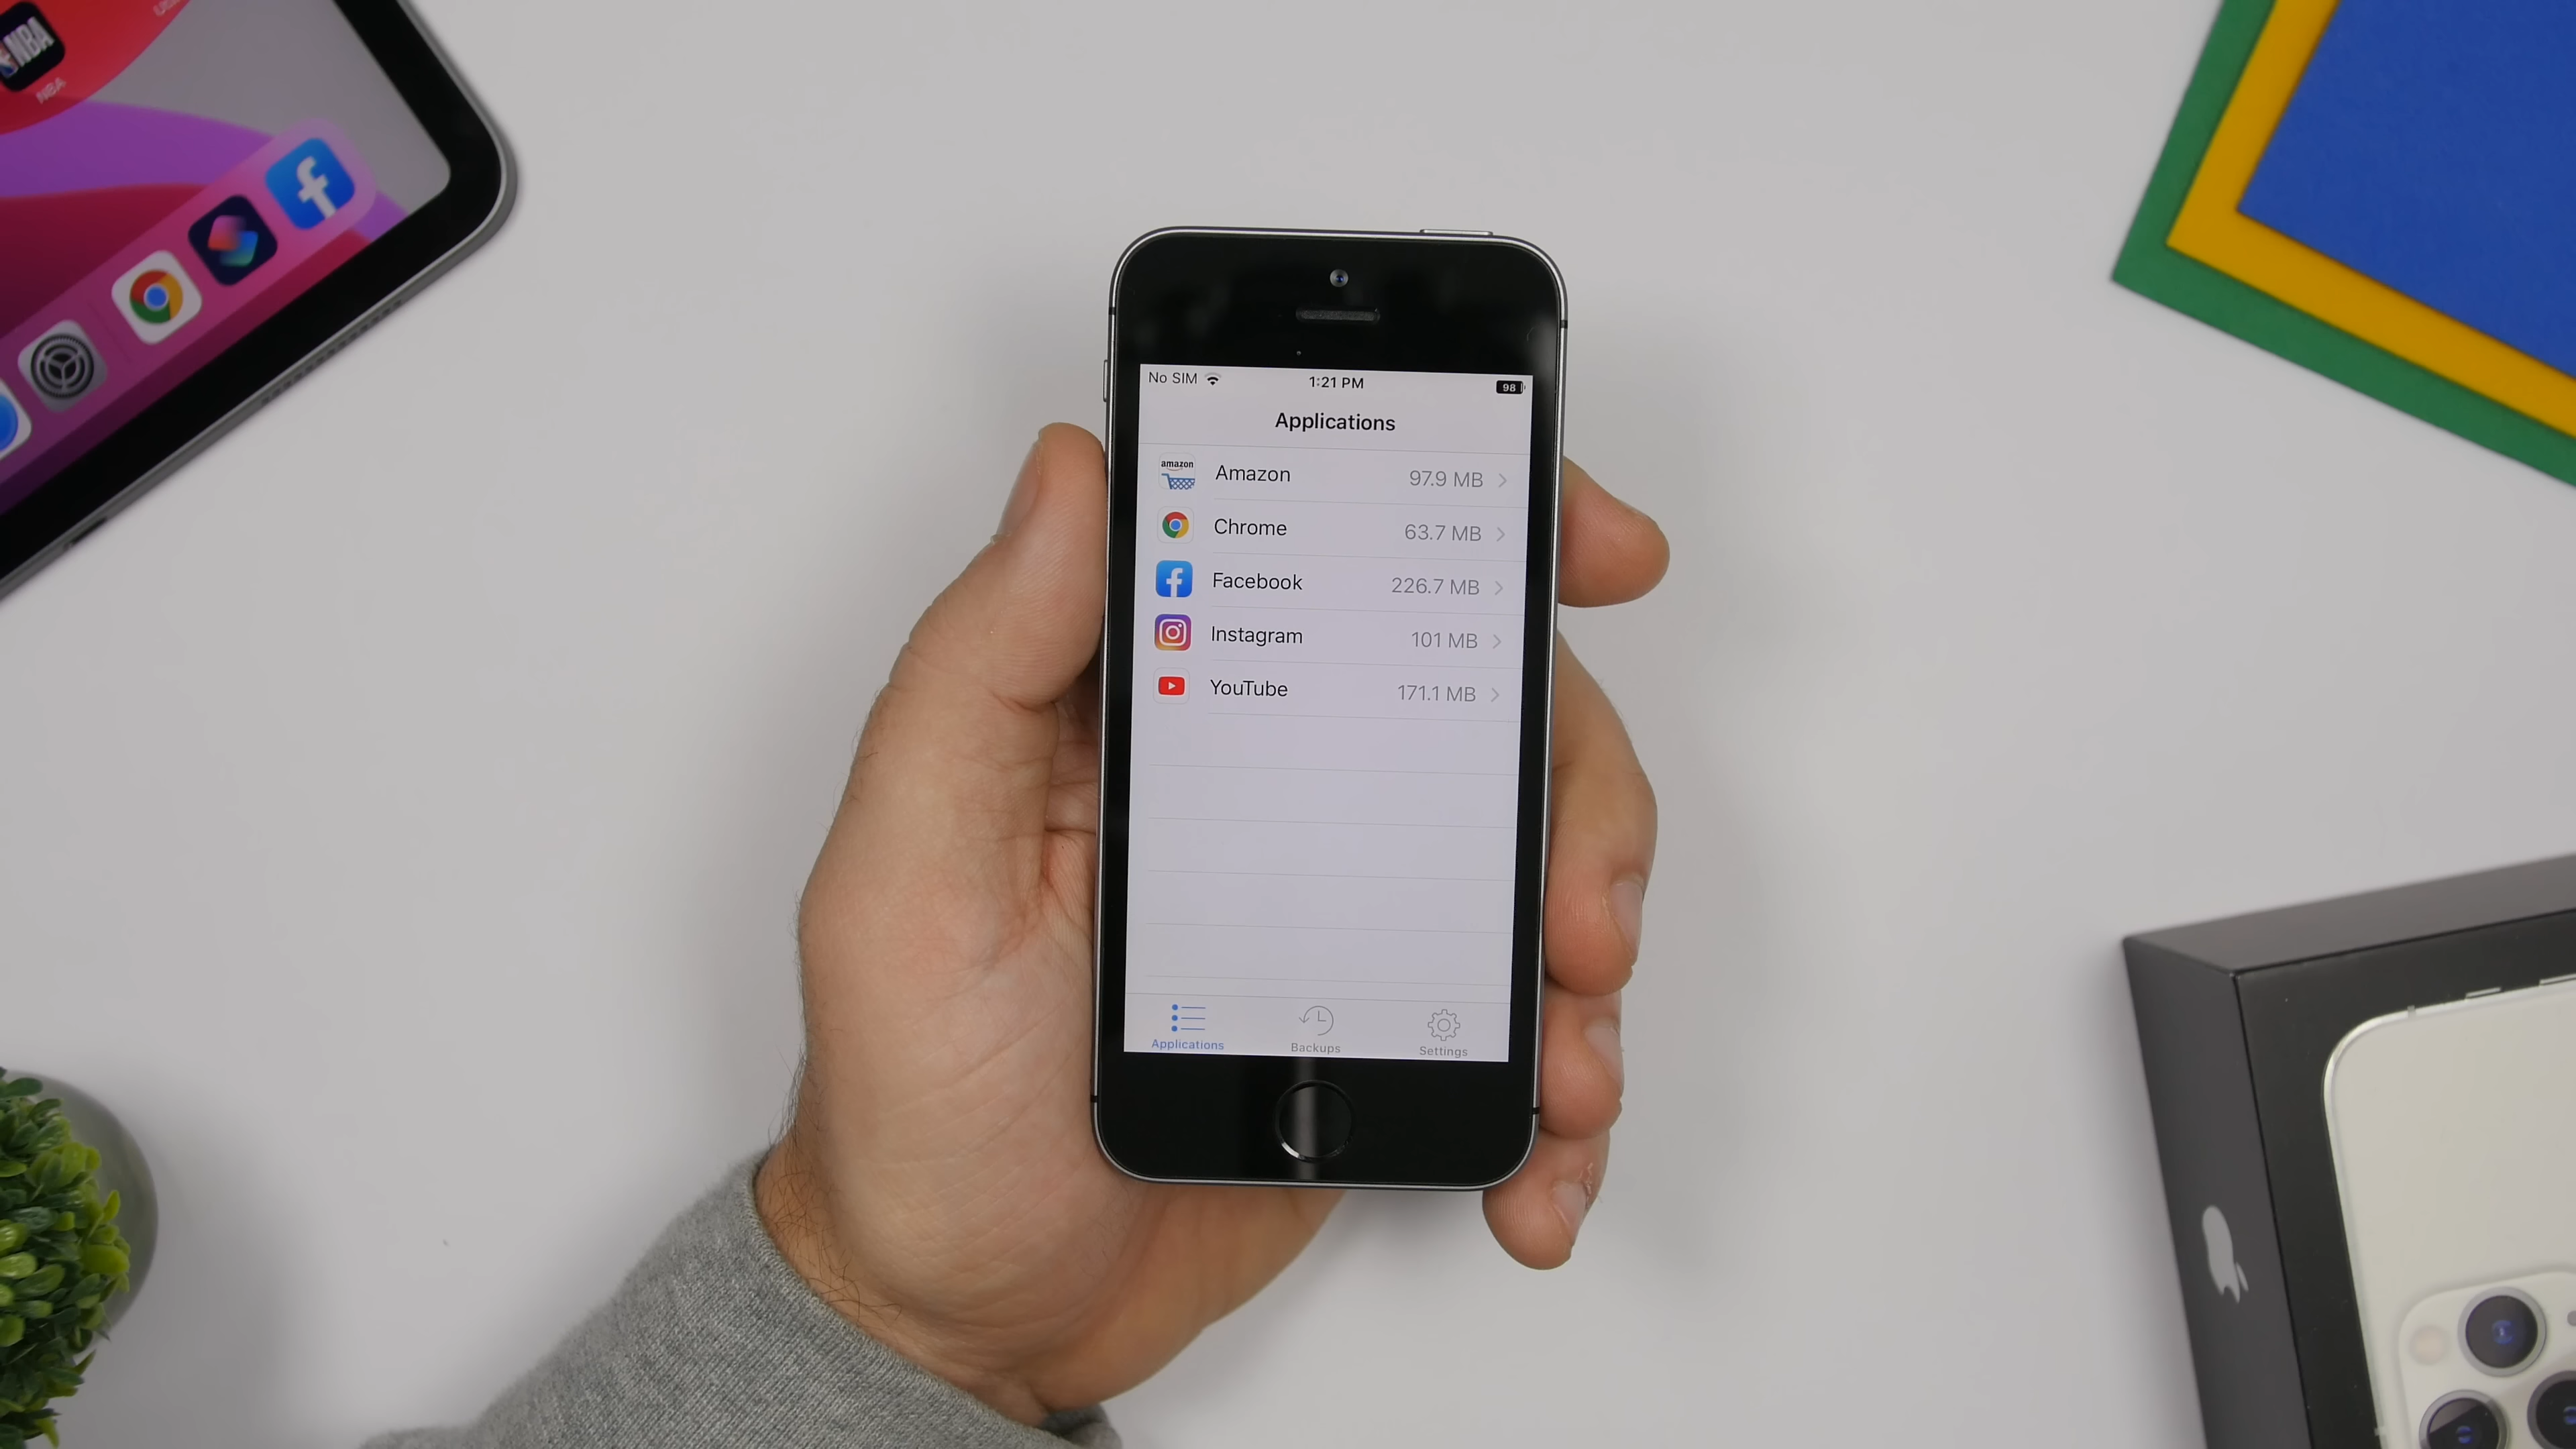 NBA
NBA
No SIM 1:21 PM 98
Applications
amazon
Amazon 97.9 MB
Chrome 63.7 MB
Facebook 226.7 MB
Instagram 101 MB
YouTube 171.1 MB
Applications Backups Settings